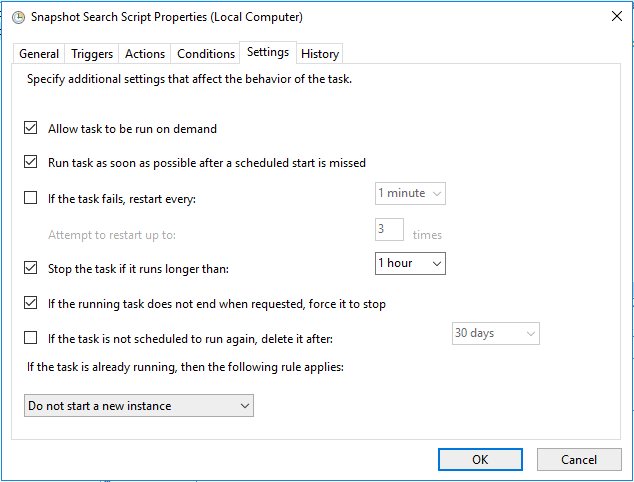 Snapshot Search Script Properties (Local Computer)
General Triggers Actions Conditions Settings History
Specify additional settings that affect the behavior of the task.
Allow task to be run on demand
Run task as soon as possible after a scheduled start is missed
If the task fails, restart every: 1 minute
Attempt to restart up to: 3 times
Stop the task if it runs longer than: 1 hour
If the running task does not end when requested, force it to stop
If the task is not scheduled to run again, delete it after: 30 days
If the task is already running, then the following rule applies:
Do not start a new instance
OK Cancel